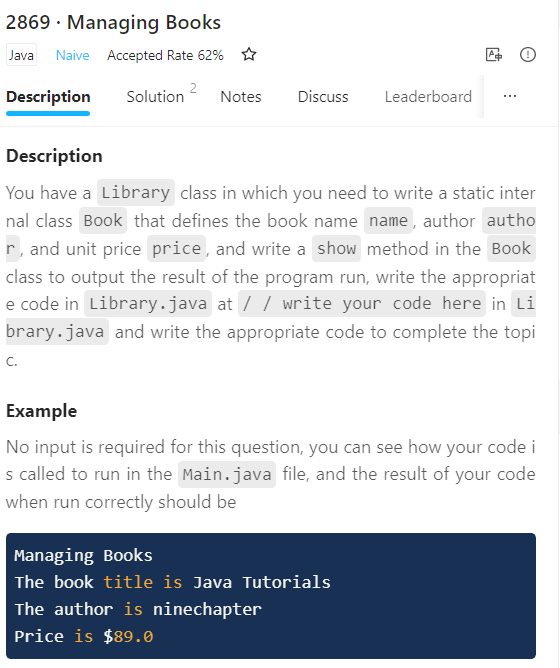 2869 · Managing Books
Java Naive Accepted Rate 62%
Description Solution 2 Notes Discuss Leaderboard ...
Description
You have a Library class in which you need to write a static inter
nal class Book that defines the book name name, author autho
r, and unit price price, and write a show method in the Book
class to output the result of the program run, write the appropriat
e code in Library.java at / / write your code here in Li
brary.java and write the appropriate code to complete the topi
c.
Example
No input is required for this question, you can see how your code i
s called to run in the Main.java file, and the result of your code
when run correctly should be
Managing Books
The book title is Java Tutorials
The author is ninechapter
Price is $89.0